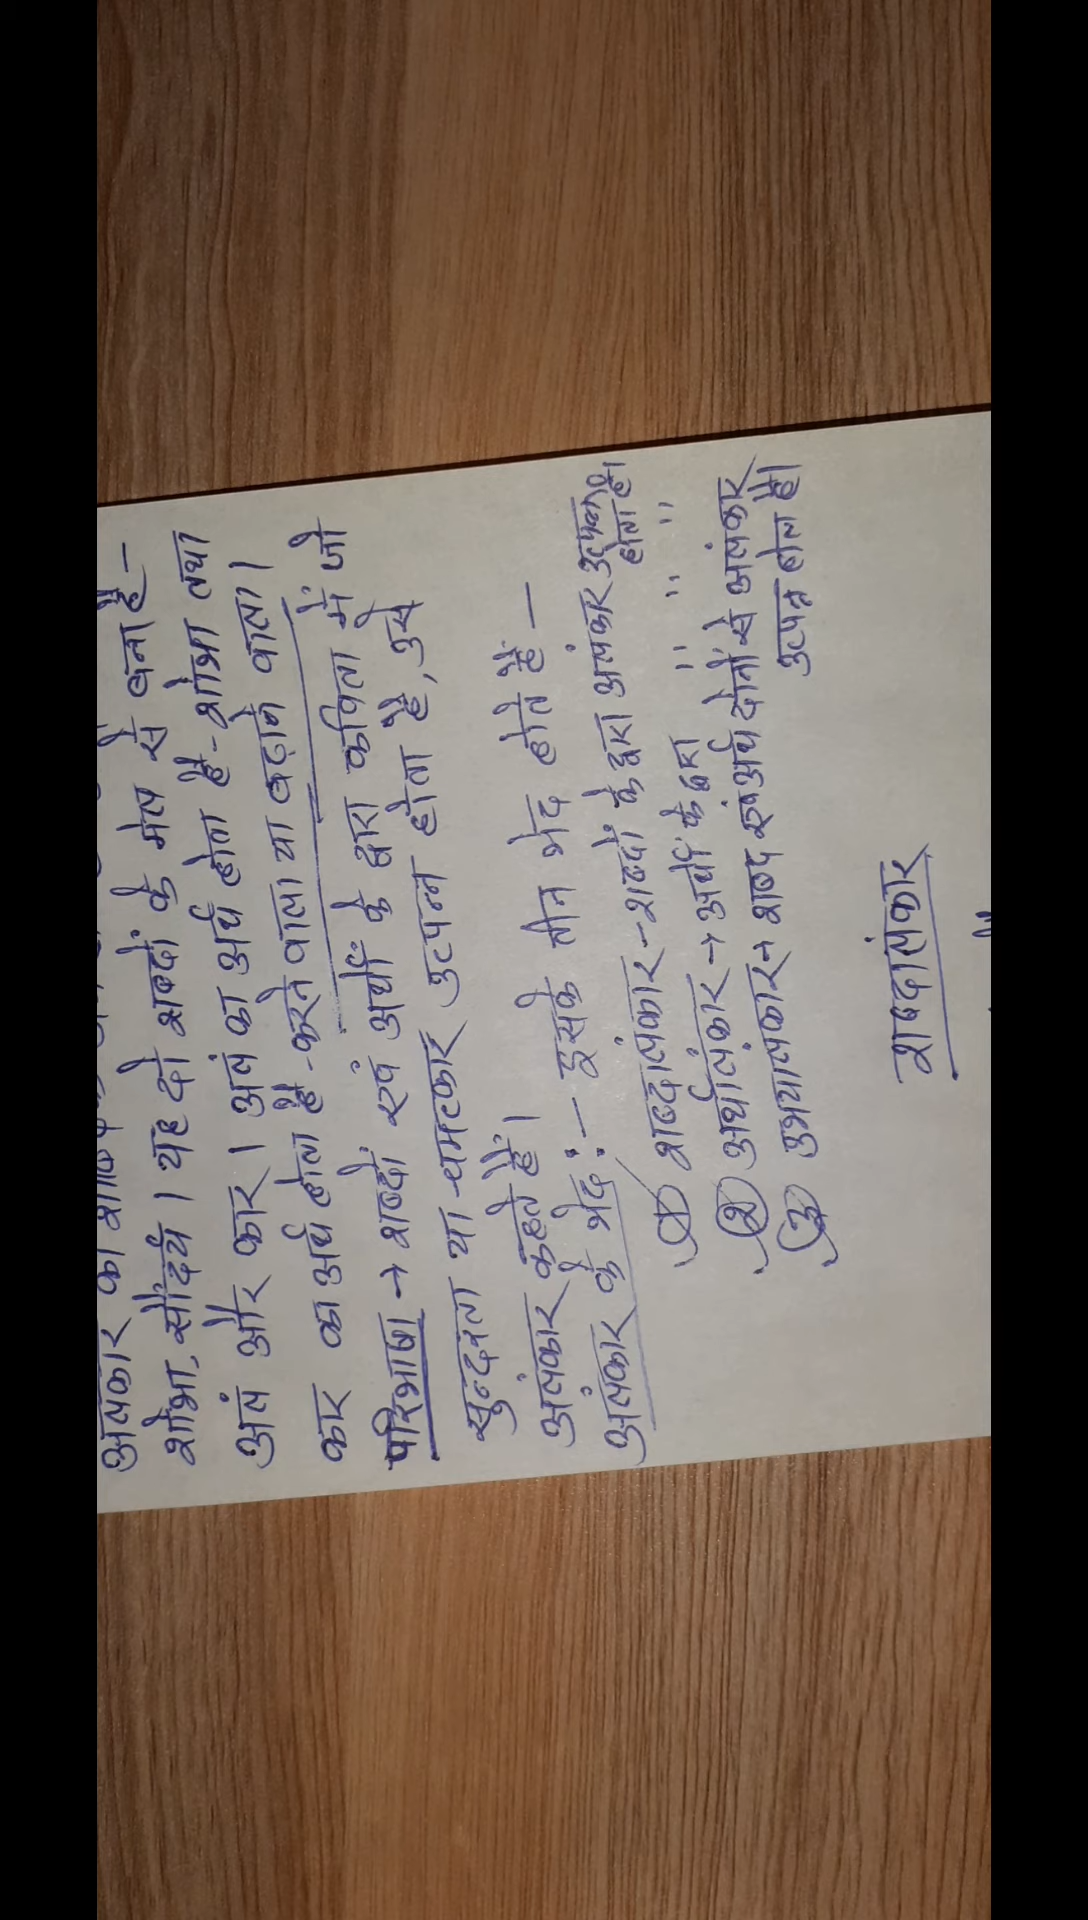 अलंकार का शाब्दिक
शोभा, सौंदर्य । यह दो शब्दों के मेल से बना है -
अलं और कार । अलं का अर्थ होता है - शोभा तथा
कार का अर्थ होता है - करने वाला या बढ़ाने वाला ।
परिभाषा → शब्दों एवं अर्थों के द्वारा कविता में जो
सुन्दरता या चमत्कार उत्पन्न होता है, उसे
अलंकार कहते हैं ।
अलंकार के भेद :- इसके तीन भेद होते हैं -
① शब्दालंकार - शब्दों के द्वारा अलंकार उत्पन्न होता है।
② अर्थालंकार → अर्थों के द्वारा " " "
③ उभयालंकार → शब्द एवं अर्थ दोनों से अलंकार
उत्पन्न होता है।
शब्दालंकार